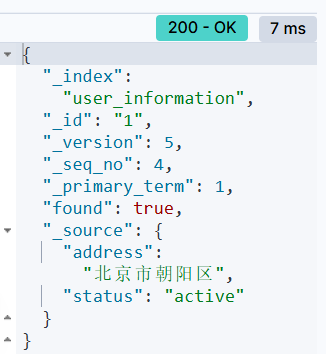 200 - OK
7 ms
{
"_index":
"user_information",
"_id": "1",
"_version": 5,
"_seq_no": 4,
"_primary_term": 1,
"found": true,
"_source": {
"address":
"北京市朝阳区",
"status": "active"
}
}